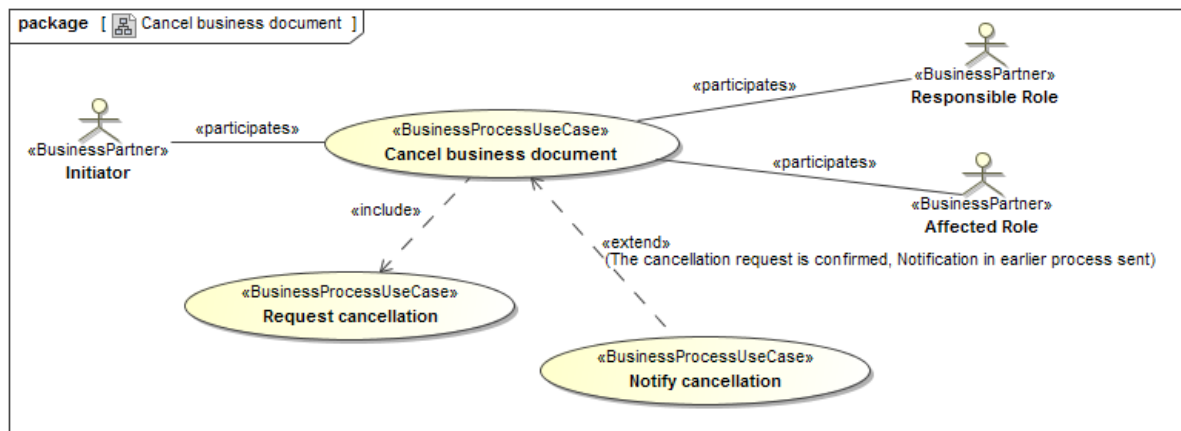 package [ Cancel business document ]
«BusinessPartner»
Responsible Role
«participates»
«BusinessPartner»
Initiator
«participates»
«BusinessProcessUseCase»
Cancel business document
«participates»
«BusinessPartner»
Affected Role
«include»
«extend»
(The cancellation request is confirmed, Notification in earlier process sent)
«BusinessProcessUseCase»
Request cancellation
«BusinessProcessUseCase»
Notify cancellation